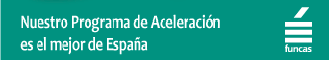 Nuestro Programa de Aceleración
es el mejor de España
funcas